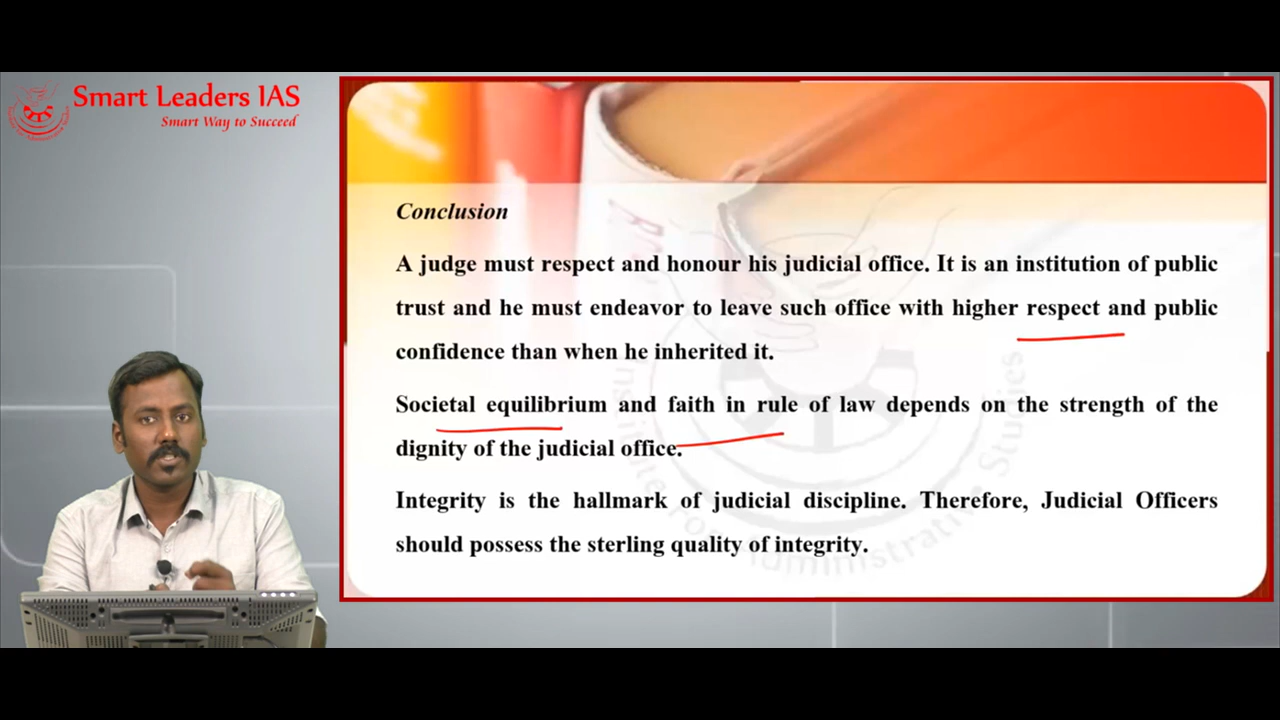 Smart Leaders IAS
Smart Way to Succeed
Conclusion
A judge must respect and honour his judicial office. It is an institution of public
trust and he must endeavor to leave such office with higher respect and public
confidence than when he inherited it.
Societal equilibrium and faith in rule of law depends on the strength of the
dignity of the judicial office.
Integrity is the hallmark of judicial discipline. Therefore, Judicial Officers
should possess the sterling quality of integrity.